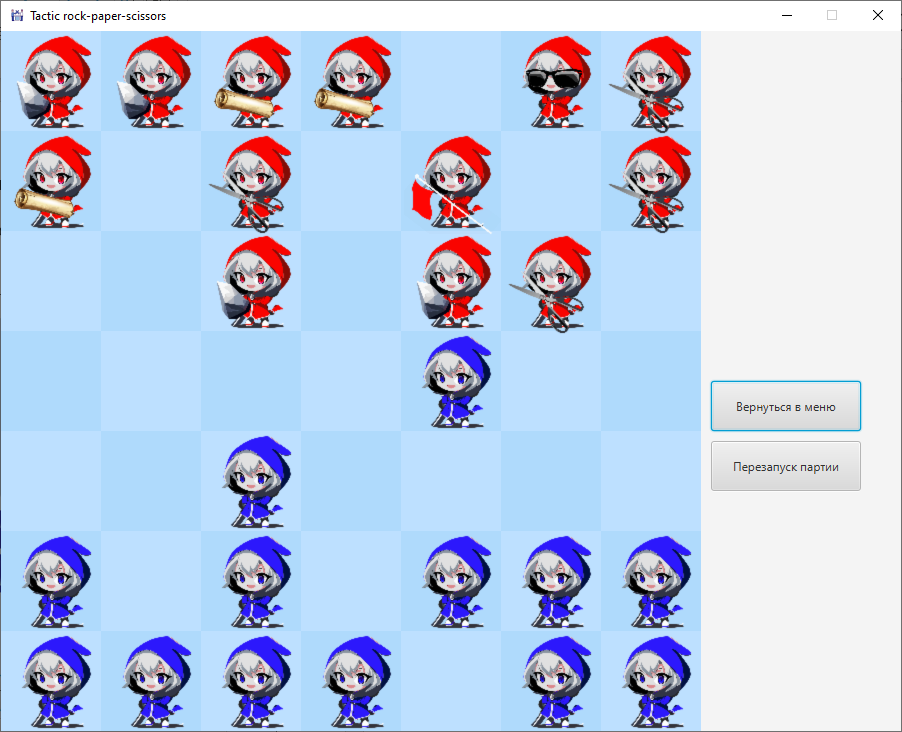 Tactic rock-paper-scissors
Вернуться в меню
Перезапуск партии